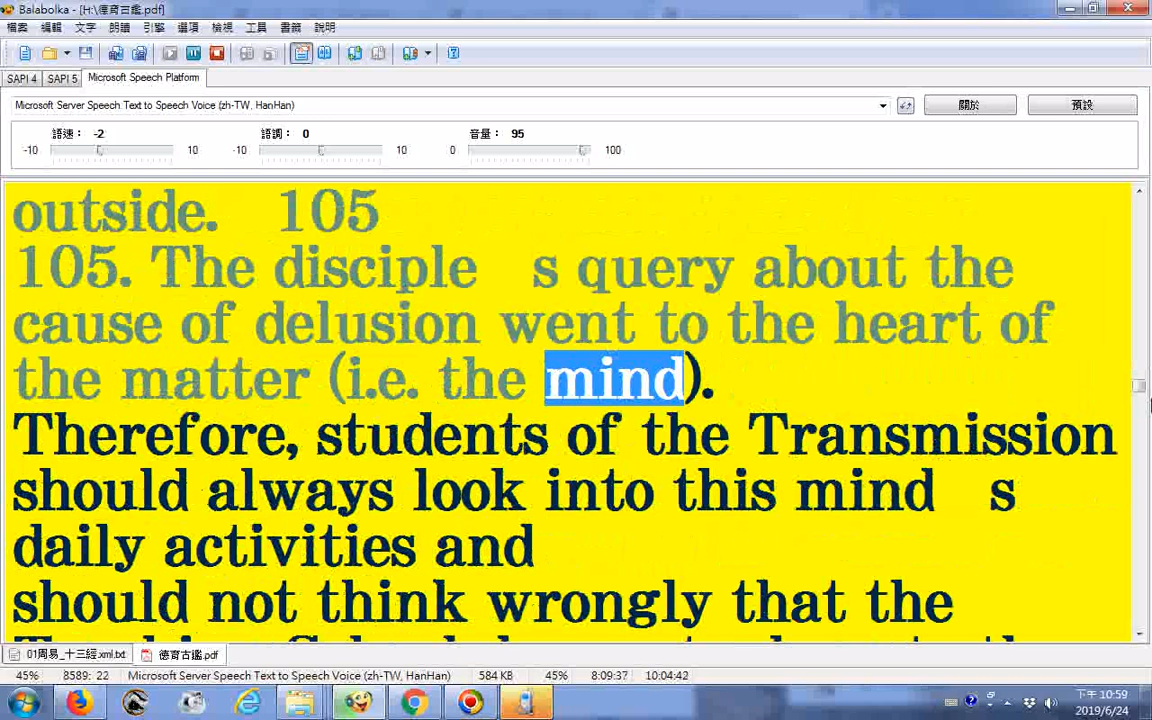 Balabolka - [H:\德育古鑑.pdf]
檔案 編輯 文字 朗讀 引擎 選項 檢視 工具 書籤 說明
SAPI 4 SAPI 5 Microsoft Speech Platform
Microsoft Server Speech Text to Speech Voice (zh-TW, HanHan) 關於 預設
語速： -2 語調： 0 音量： 95
-10 10 -10 10 0 100
outside. 105
105. The disciple s query about the
cause of delusion went to the heart of
the matter (i.e. the mind).
Therefore, students of the Transmission
should always look into this mind s
daily activities and
should not think wrongly that the
01周易_十三經.xml.txt 德育古鑑.pdf
45% 8589: 22 Microsoft Server Speech Text to Speech Voice (zh-TW, HanHan) 584 KB 45% 8:09:37 10:04:42
下午 10:59
2019/6/24